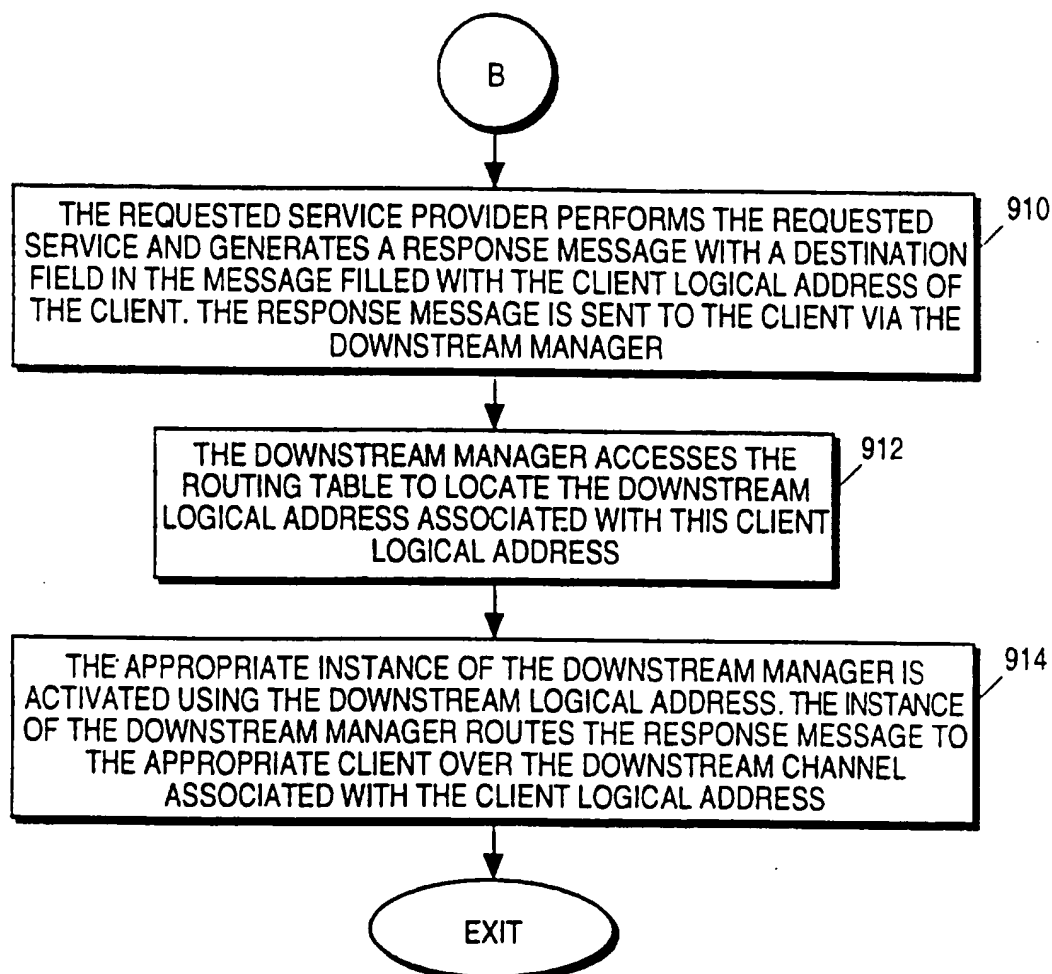 B
910
THE REQUESTED SERVICE PROVIDER PERFORMS THE REQUESTED
SERVICE AND GENERATES A RESPONSE MESSAGE WITH A DESTINATION
FIELD IN THE MESSAGE FILLED WITH THE CLIENT LOGICAL ADDRESS OF
THE CLIENT. THE RESPONSE MESSAGE IS SENT TO THE CLIENT VIA THE
DOWNSTREAM MANAGER
912
THE DOWNSTREAM MANAGER ACCESSES THE
ROUTING TABLE TO LOCATE THE DOWNSTREAM
LOGICAL ADDRESS ASSOCIATED WITH THIS CLIENT
LOGICAL ADDRESS
914
THE APPROPRIATE INSTANCE OF THE DOWNSTREAM MANAGER IS
ACTIVATED USING THE DOWNSTREAM LOGICAL ADDRESS. THE INSTANCE
OF THE DOWNSTREAM MANAGER ROUTES THE RESPONSE MESSAGE TO
THE APPROPRIATE CLIENT OVER THE DOWNSTREAM CHANNEL
ASSOCIATED WITH THE CLIENT LOGICAL ADDRESS
EXIT